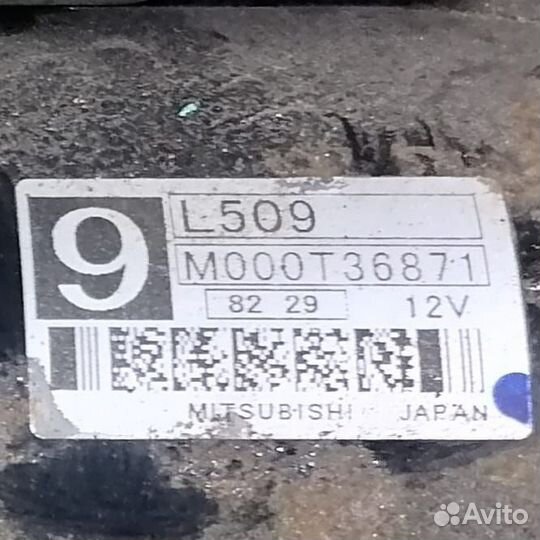 9
L509
M000T36871
82 29 12V
MITSUBISHI JAPAN
Avito